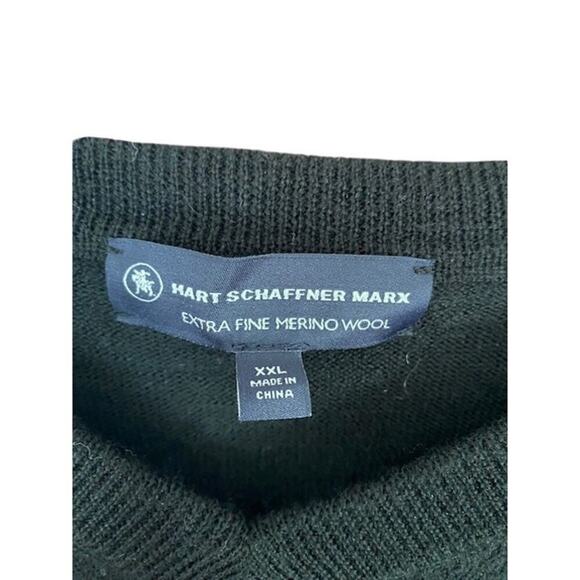 HART SCHAFFNER MARX
EXTRA FINE MERINO WOOL
XXL
MADE IN
CHINA